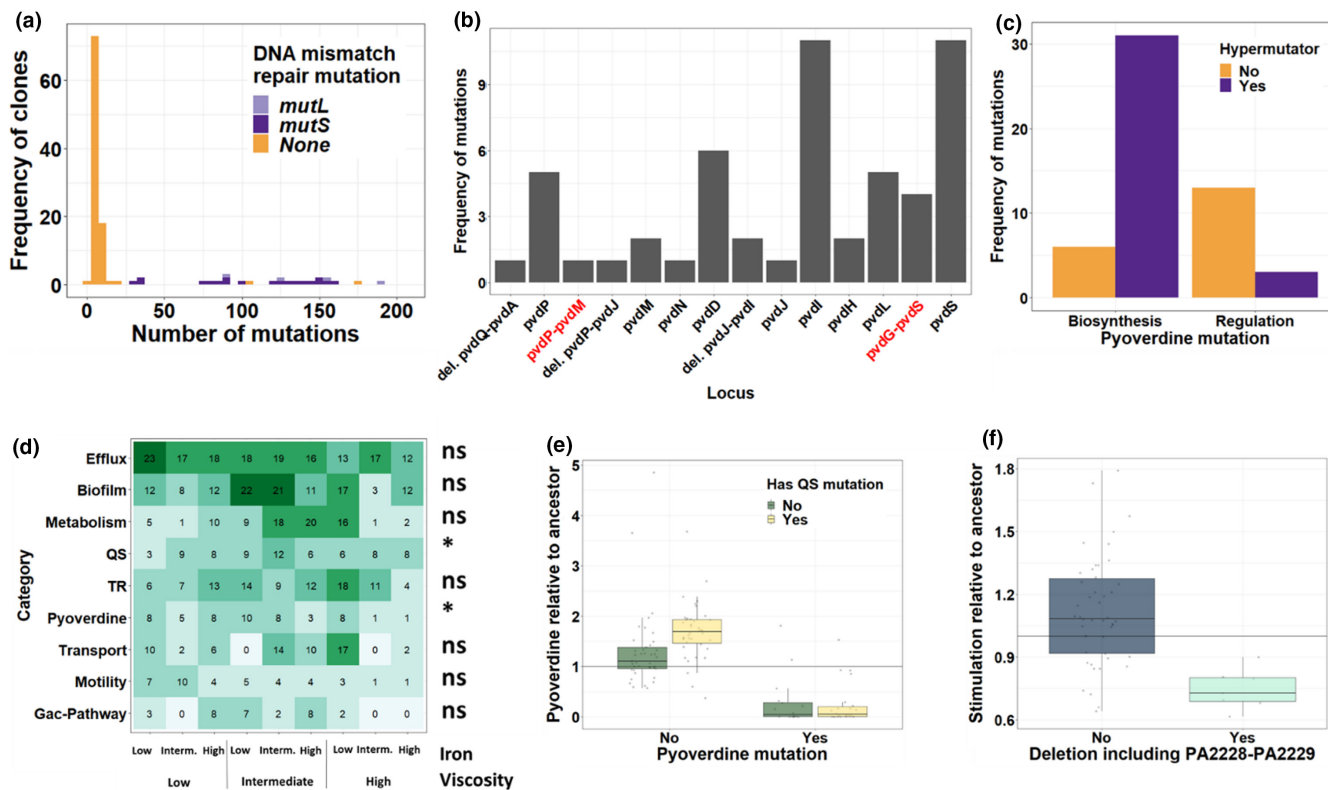 (a)
DNA mismatch
repair mutation
mutL
mutS
None
60
40
20
0
Frequency of clones
0 50 100 150 200
Number of mutations
(b)
9
6
3
0
Frequency of mutations
del. pvdQ-pvdA
pvdP
pvdP-pvdM
del. pvdP-pvdJ
pvdM
pvdN
pvdD
del. pvdJ-pvdI
pvdJ
pvdI
pvdH
pvdL
pvdG-pvdS
pvdS
Locus
(c)
Hypermutator
No
Yes
30
20
10
0
Frequency of mutations
Biosynthesis Regulation
Pyoverdine mutation
(d)
Category
Efflux 23 17 18 18 19 16 13 17 12 ns
Biofilm 12 8 12 22 21 11 17 3 12 ns
Metabolism 5 1 10 9 18 20 16 1 2 ns
QS 3 9 8 9 12 6 6 8 8 *
TR 6 7 13 14 9 12 18 11 4 ns
Pyoverdine 8 5 8 10 8 3 8 1 1 *
Transport 10 2 6 0 14 10 17 0 2 ns
Motility 7 10 4 5 4 4 3 1 1 ns
Gac-Pathway 3 0 8 7 2 8 2 0 0 ns
Low Interm. High Low Interm. High Low Interm. High Iron
Low Intermediate High Viscosity
(e)
Has QS mutation
No
Yes
5
4
3
2
1
0
Pyoverdine relative to ancestor
No Yes
Pyoverdine mutation
(f)
1.8
1.5
1.2
0.9
0.6
Stimulation relative to ancestor
No Yes
Deletion including PA2228-PA2229